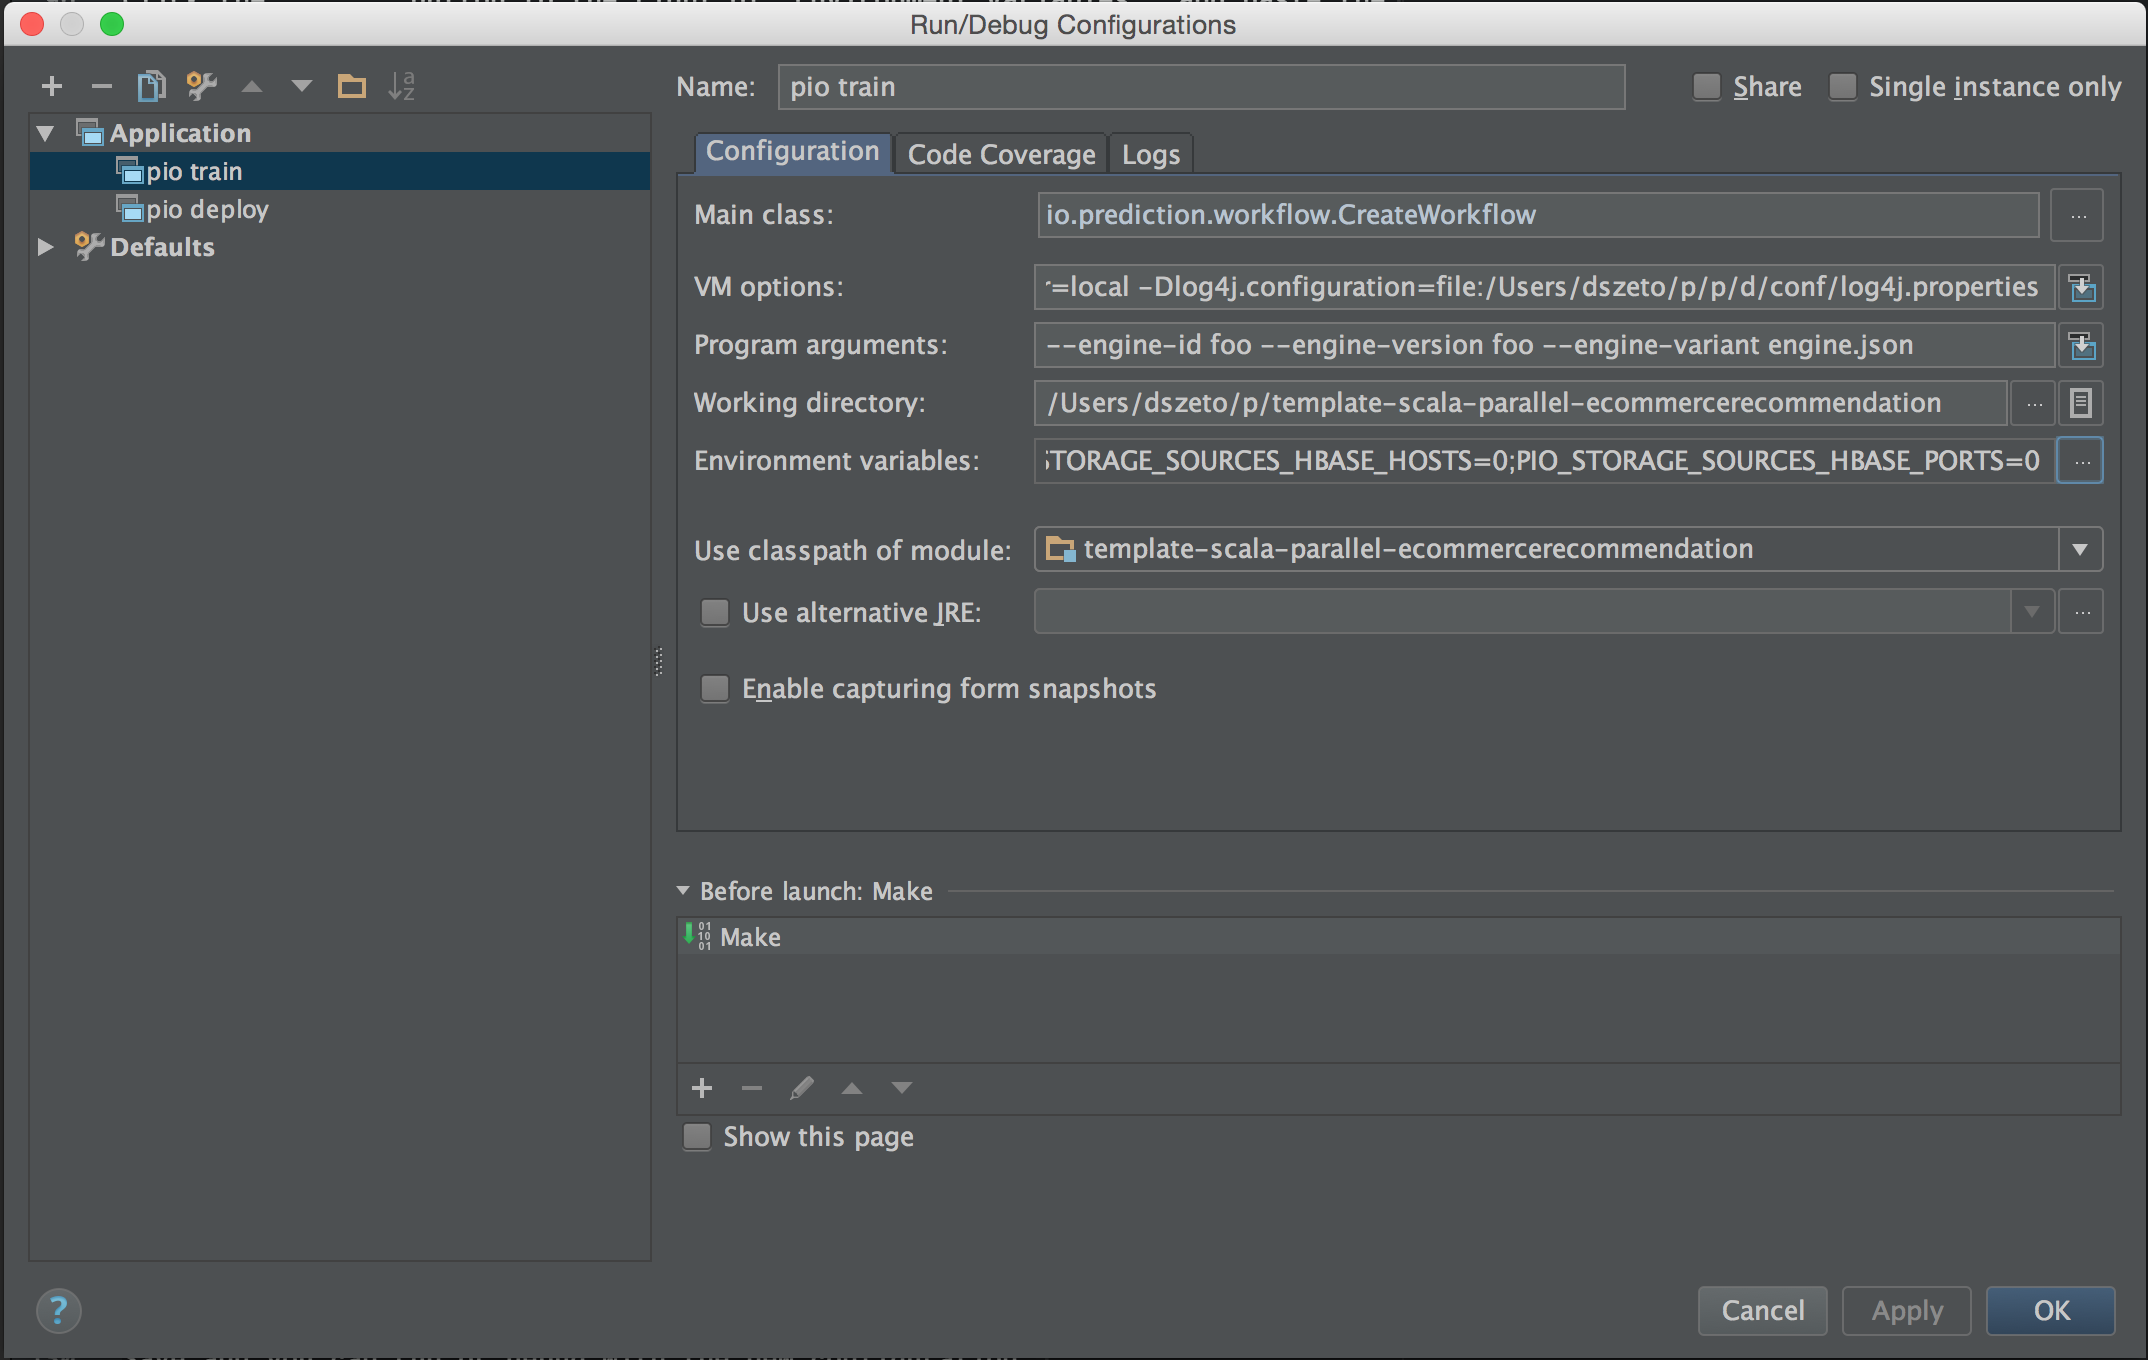 Run/Debug Configurations
Name: pio train Share Single instance only
Application
pio train
pio deploy
Defaults
Configuration Code Coverage Logs
Main class: io.prediction.workflow.CreateWorkflow ...
VM options: =local -Dlog4j.configuration=file:/Users/dszeto/p/p/d/conf/log4j.properties
Program arguments: --engine-id foo --engine-version foo --engine-variant engine.json
Working directory: /Users/dszeto/p/template-scala-parallel-ecommercerecommendation ...
Environment variables: STORAGE_SOURCES_HBASE_HOSTS=0;PIO_STORAGE_SOURCES_HBASE_PORTS=0 ...
Use classpath of module: template-scala-parallel-ecommercerecommendation
Use alternative JRE: ...
Enable capturing form snapshots
Before launch: Make
Make
Show this page
? Cancel Apply OK